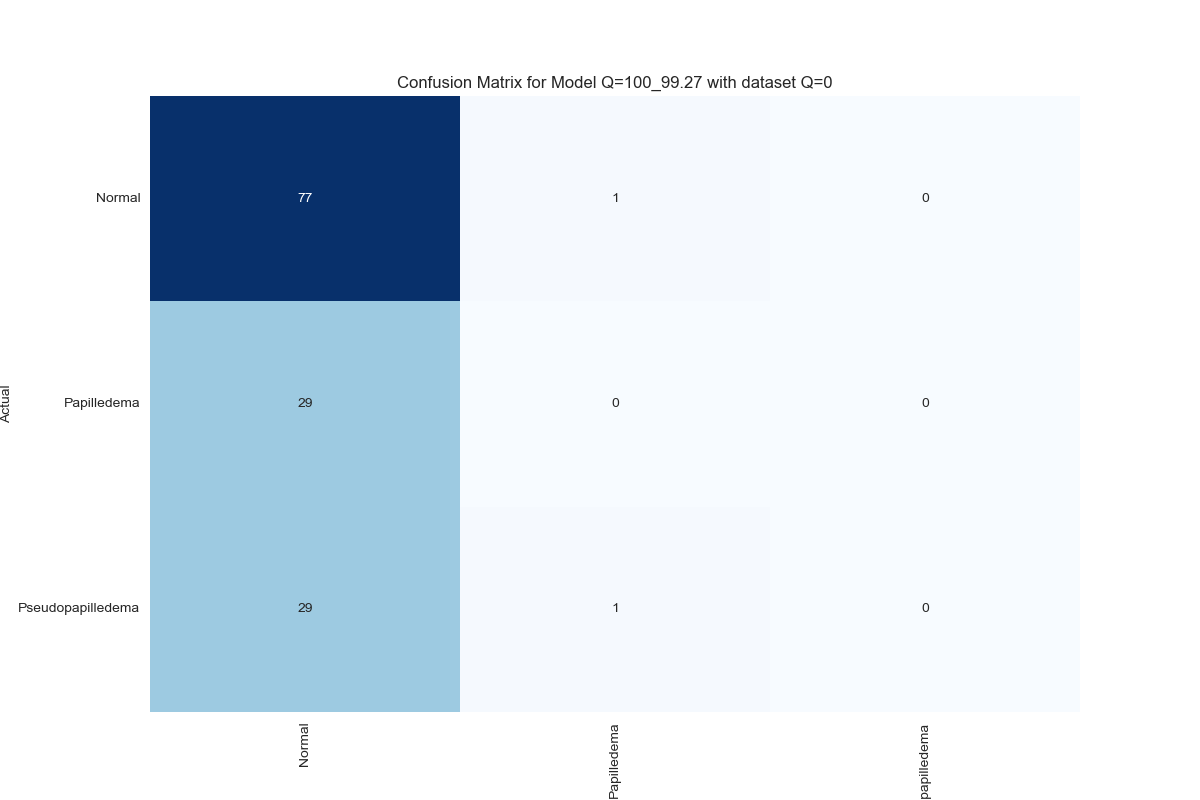 Confusion Matrix for Model Q=100_99.27 with dataset Q=0
Actual
Normal 77 1 0
Papilledema 29 0 0
Pseudopapilledema 29 1 0
Normal Papilledema papilledema